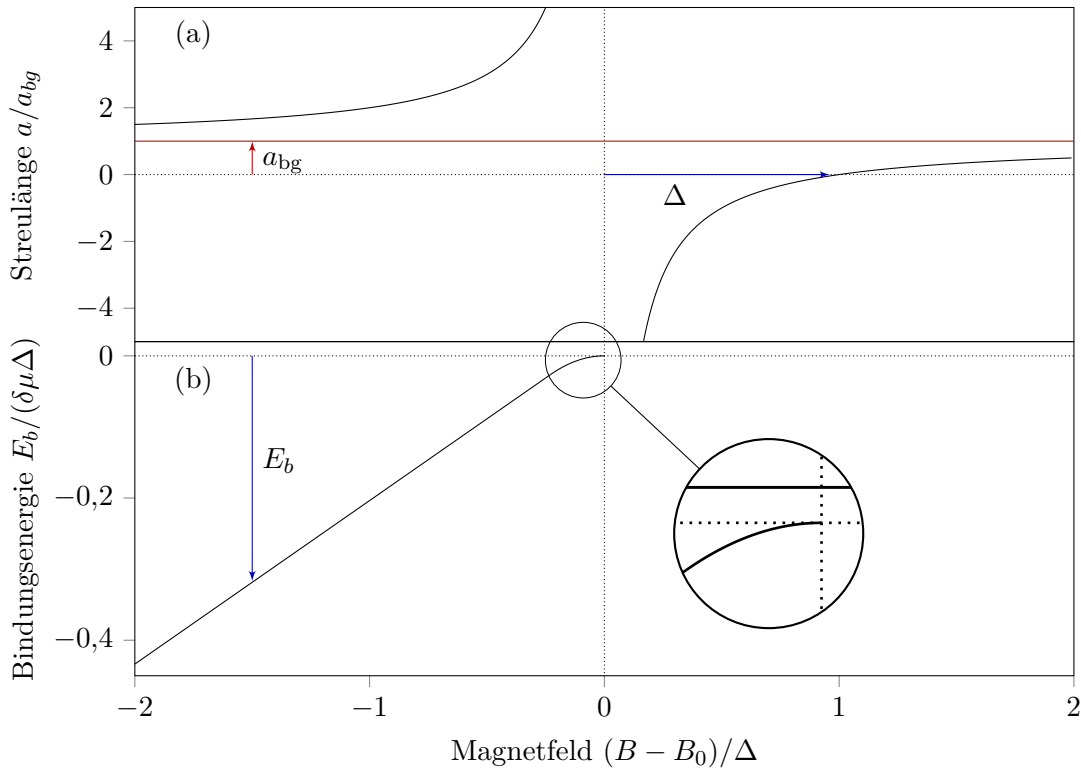 Streulänge a/a_bg
4
2
0
−2
−4
(a)
a_bg
Δ
Bindungsenergie E_b/(δμΔ)
0
−0,2
−0,4
(b)
E_b
−2 −1 0 1 2
Magnetfeld (B − B_0)/Δ